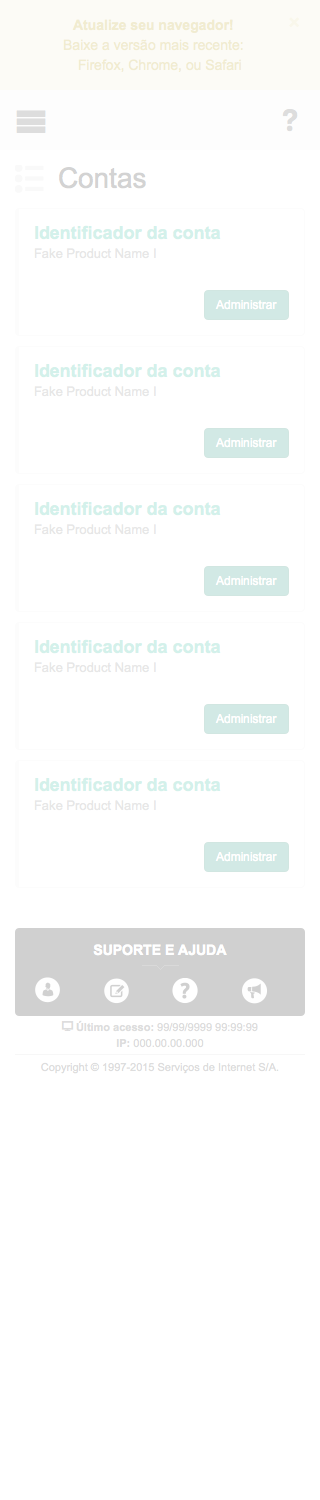 Atualize seu navegador!
×
Baixe a versão mais recente:
Firefox, Chrome, ou Safari
?
Contas
Identificador da conta
Fake Product Name I
Administrar
Identificador da conta
Fake Product Name I
Administrar
Identificador da conta
Fake Product Name I
Administrar
Identificador da conta
Fake Product Name I
Administrar
Identificador da conta
Fake Product Name I
Administrar
SUPORTE E AJUDA
?
Último acesso: 99/99/9999 99:99:99
IP: 000.00.00.000
Copyright © 1997-2015 Serviços de Internet S/A.